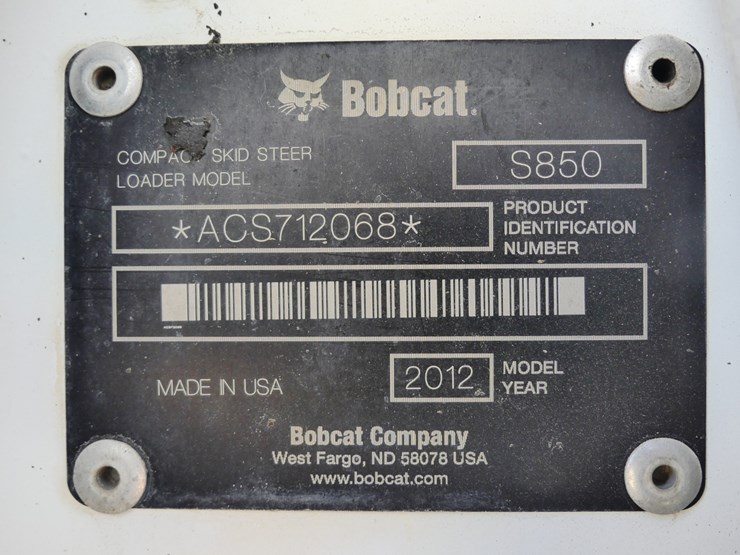 Bobcat.
COMPACT SKID STEER
LOADER MODEL
S850
*ACS712068*
PRODUCT
IDENTIFICATION
NUMBER
MADE IN USA
2012
MODEL
YEAR
Bobcat Company
West Fargo, ND 58078 USA
www.bobcat.com